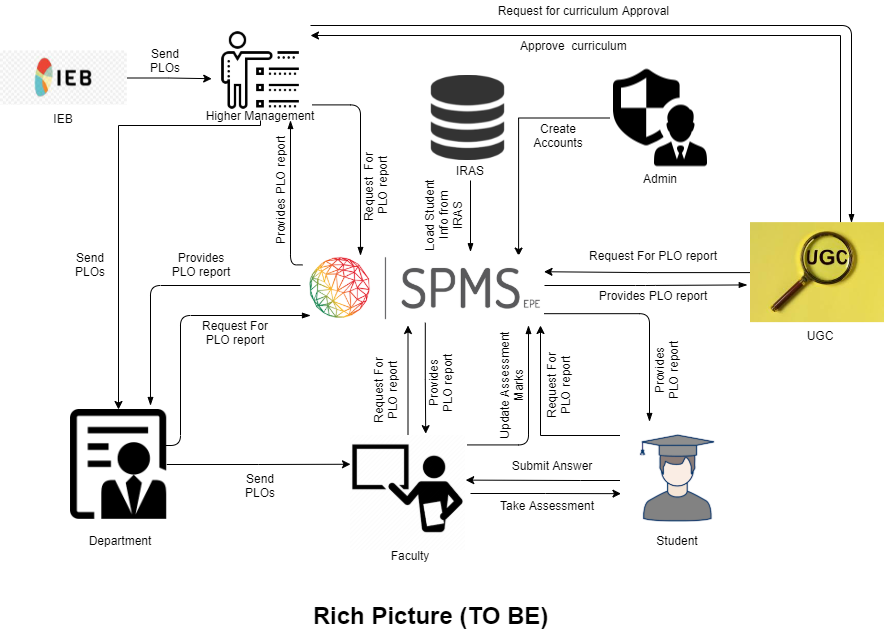 Request for curriculum Approval
Approve curriculum
Send
PLOs
IEB
IEB
Higher Management
Create
Accounts
IRAS
Admin
Provides PLO report
Request For
PLO report
Load Student
Info from
IRAS
Send
PLOs
Provides
PLO report
SPMS
EPE
Request For PLO report
Provides PLO report
UGC
UGC
Request For
PLO report
Request For
PLO report
Provides
PLO report
Update Assessment
Marks
Request For
PLO report
Provides
PLO report
Send
PLOs
Submit Answer
Take Assessment
Department
Faculty
Student
Rich Picture (TO BE)